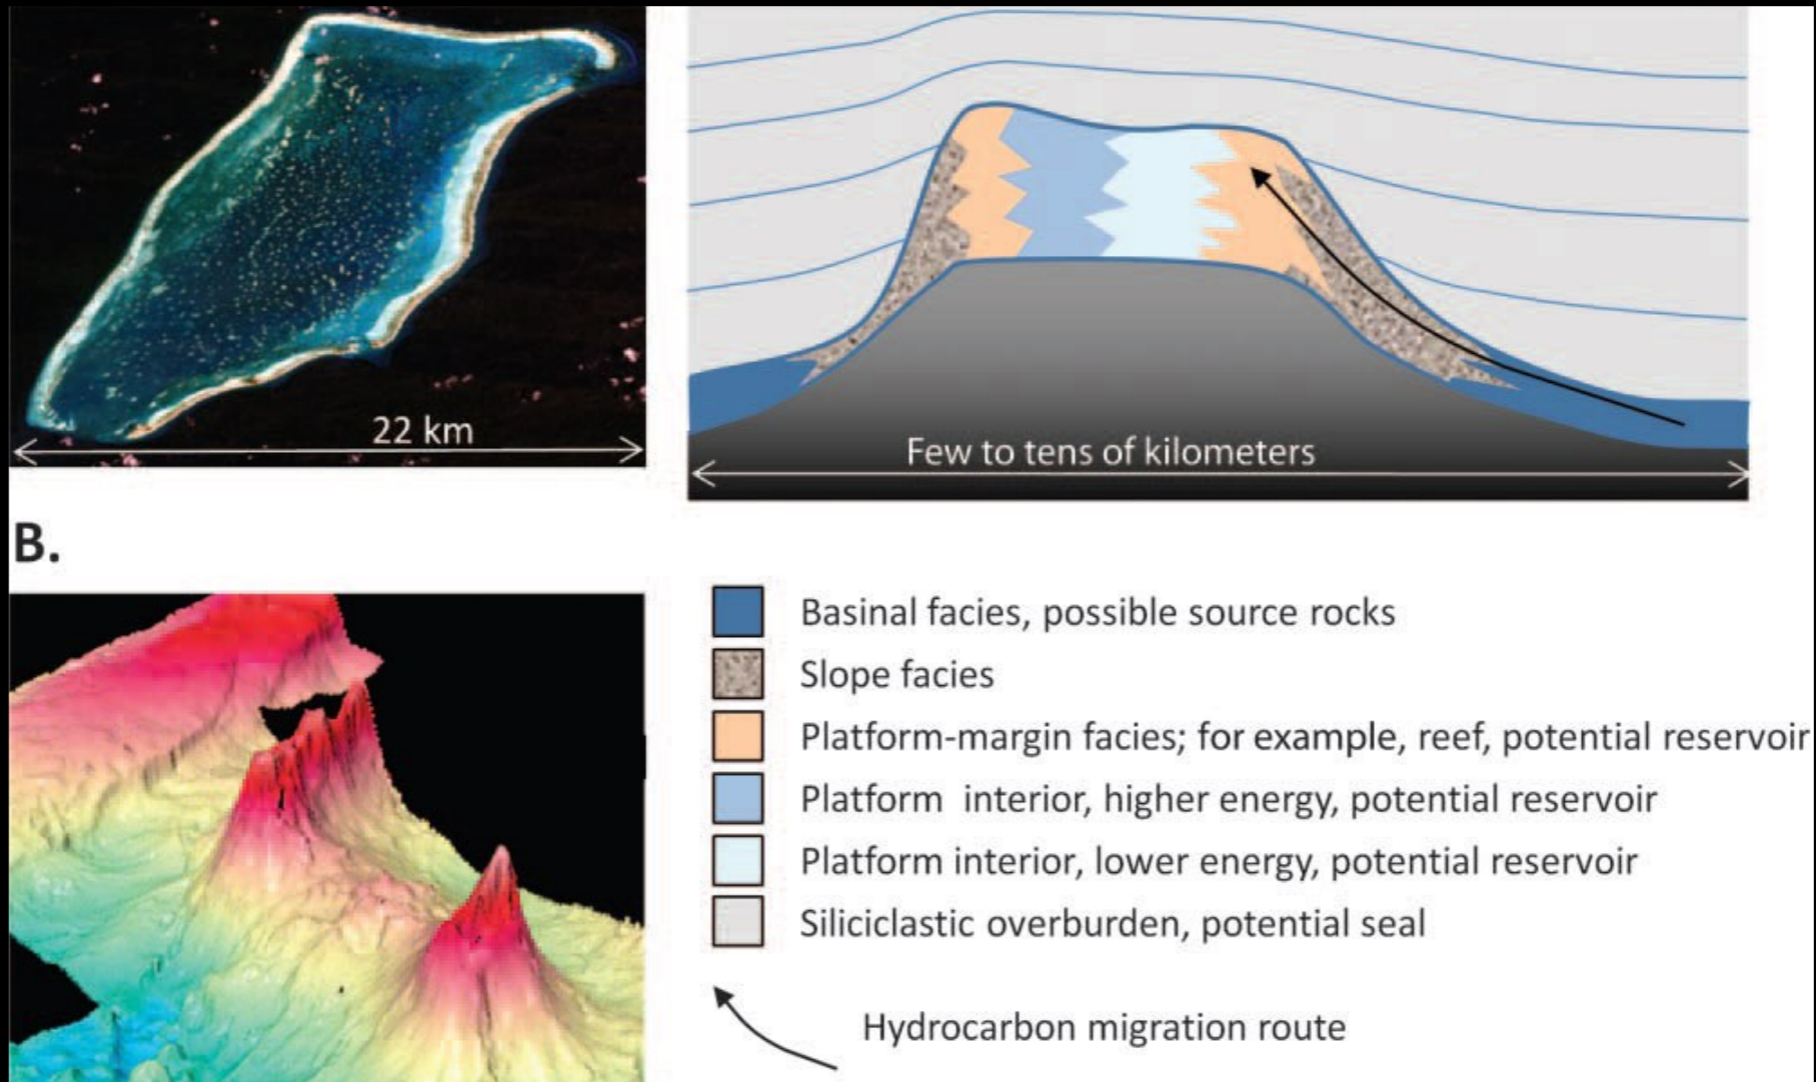 22 km
Few to tens of kilometers
B.
Basinal facies, possible source rocks
Slope facies
Platform-margin facies; for example, reef, potential reservoir
Platform interior, higher energy, potential reservoir
Platform interior, lower energy, potential reservoir
Siliciclastic overburden, potential seal
Hydrocarbon migration route